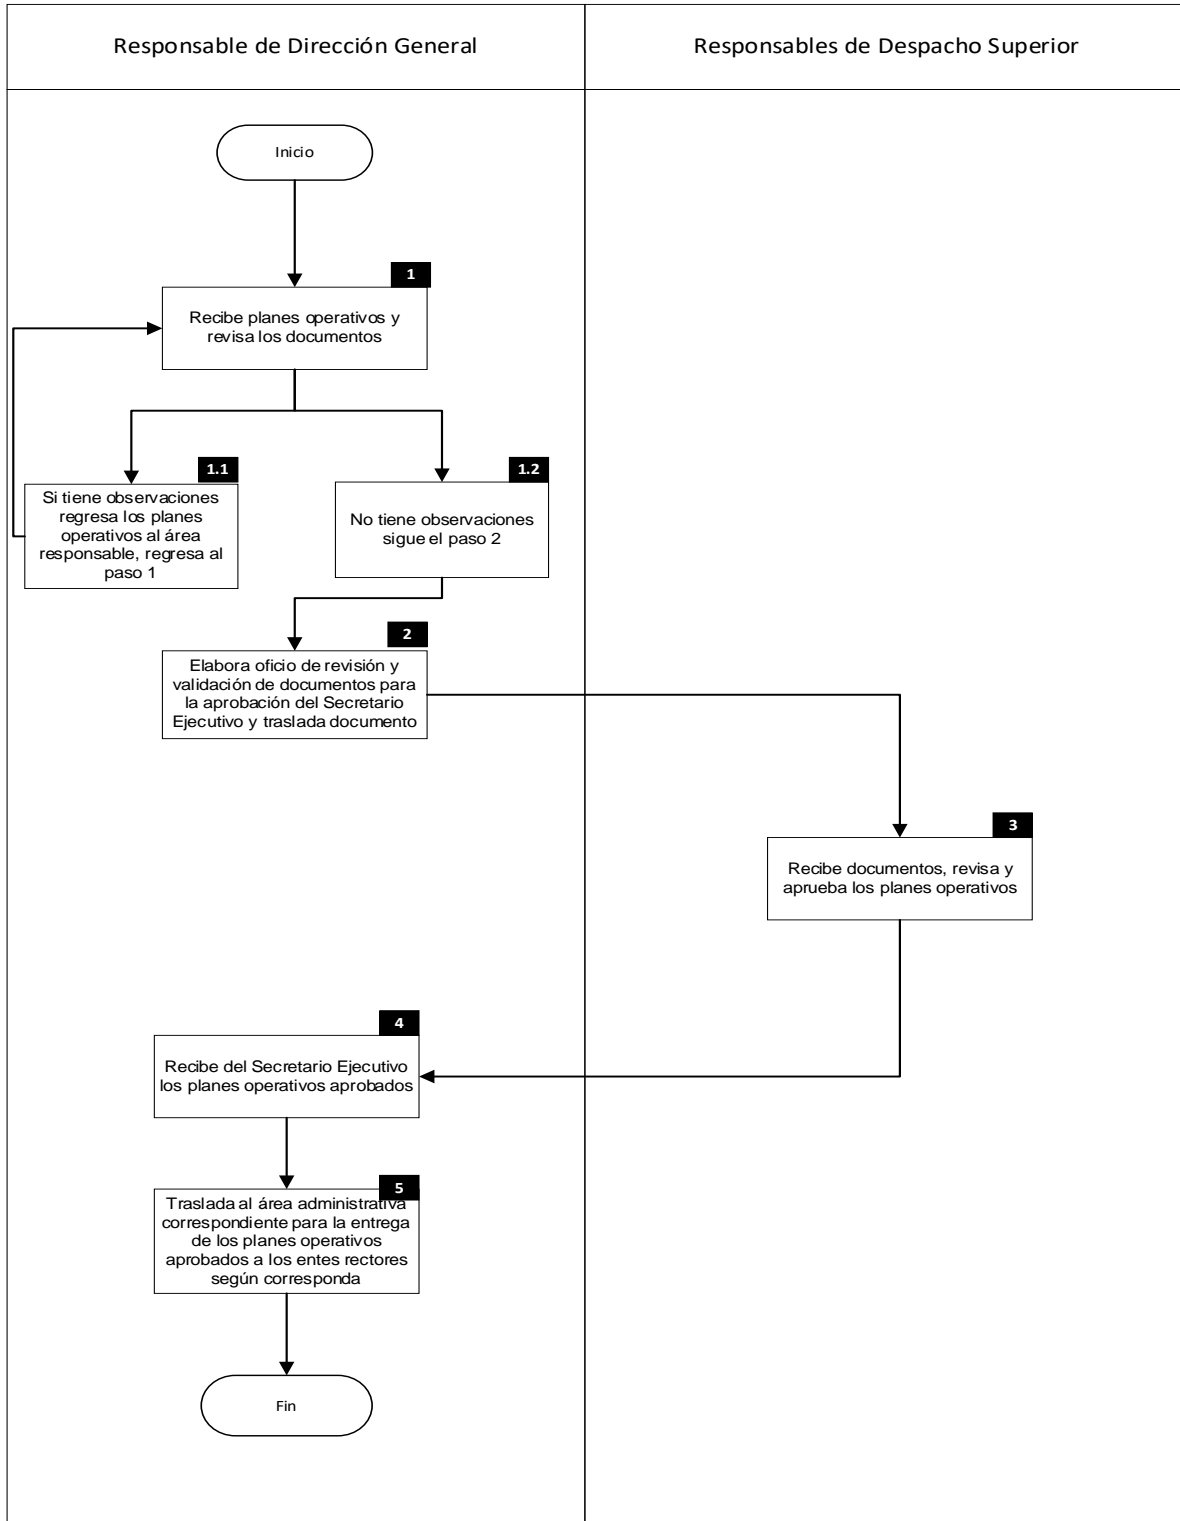 Responsable de Dirección General
Responsables de Despacho Superior
Inicio
1
Recibe planes operativos y
revisa los documentos
1.1
Si tiene observaciones
regresa los planes
operativos al área
responsable, regresa al
paso 1
1.2
No tiene observaciones
sigue el paso 2
2
Elabora oficio de revisión y
validación de documentos para
la aprobación del Secretario
Ejecutivo y traslada documento
3
Recibe documentos, revisa y
aprueba los planes operativos
4
Recibe del Secretario Ejecutivo
los planes operativos aprobados
5
Traslada al área administrativa
correspondiente para la entrega
de los planes operativos
aprobados a los entes rectores
según corresponda
Fin